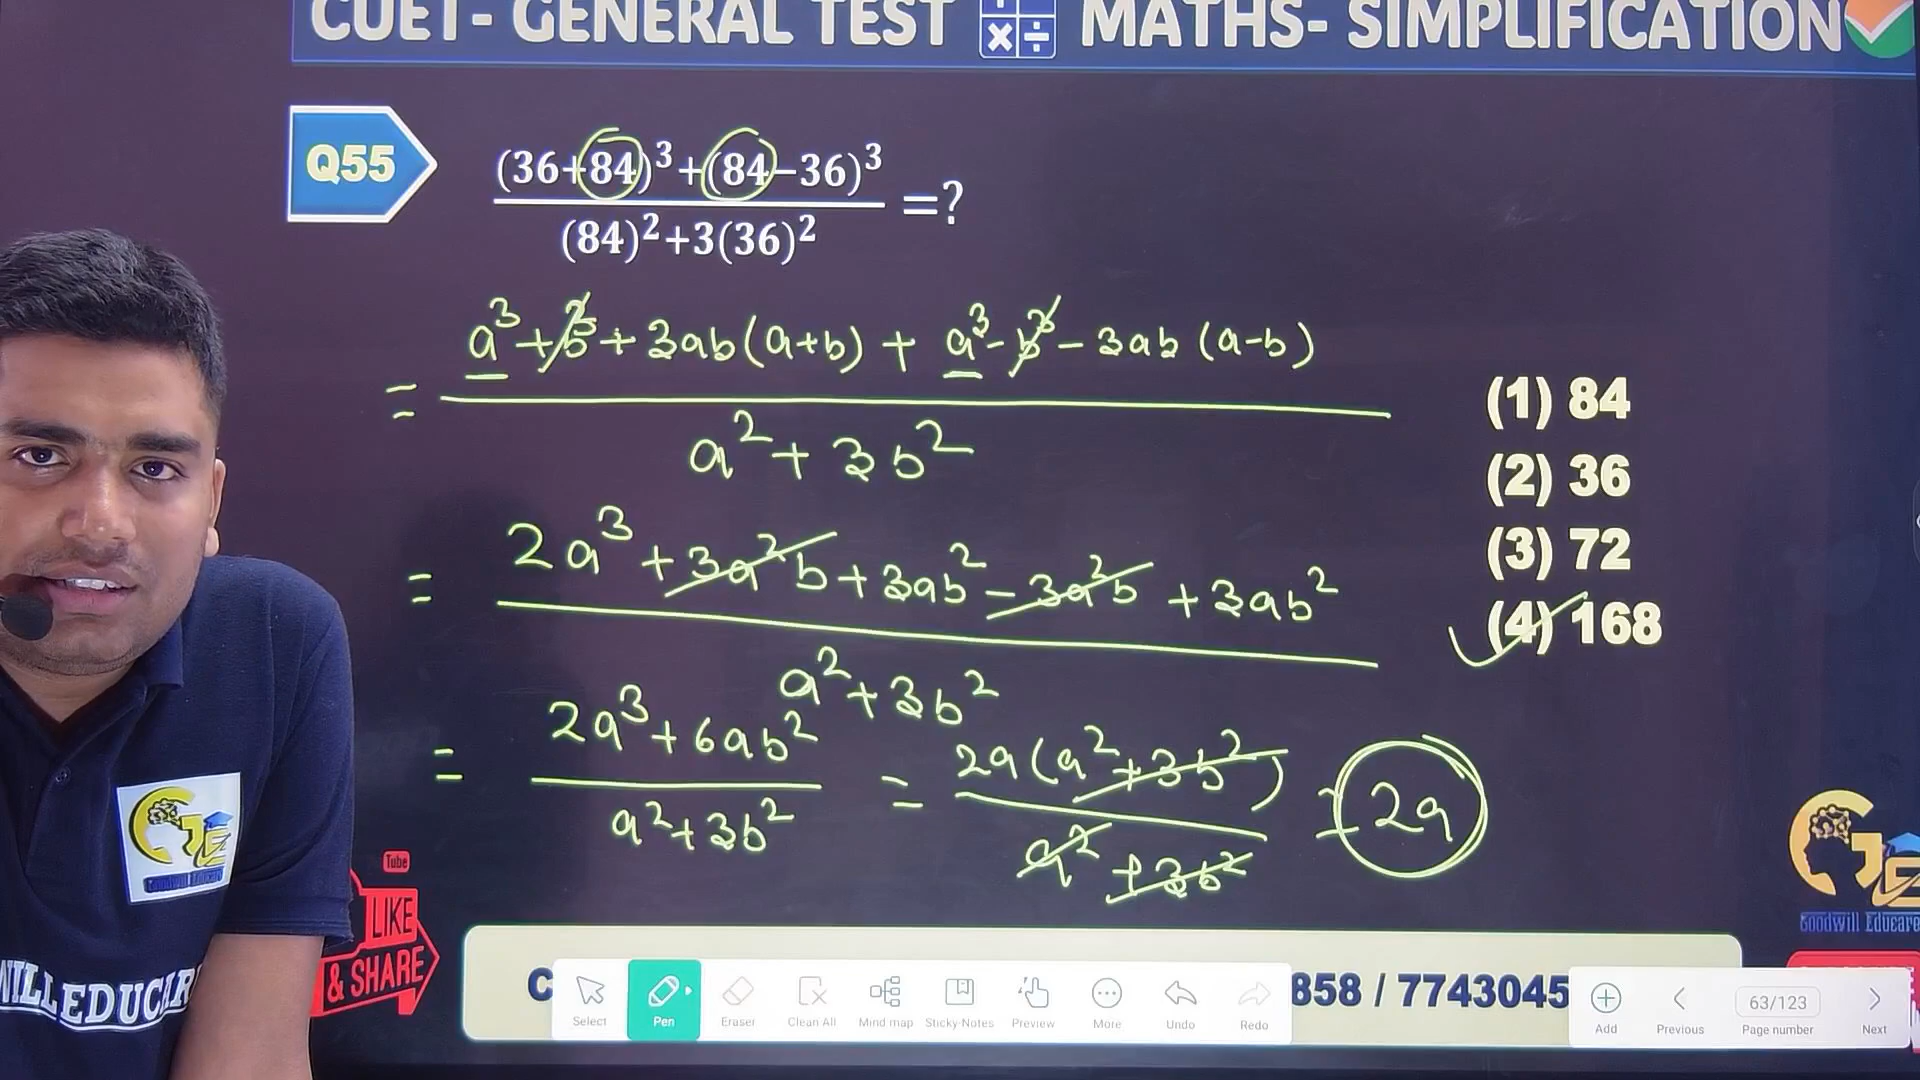 CUET- GENERAL TEST MATHS- SIMPLIFICATION
Q55
(36+84)³+(84-36)³
=?
(84)²+3(36)²
a³+b³+3ab(a+b) + a³-b³-3ab(a-b)
=
a²+3b²
(1) 84
(2) 36
(3) 72
(4) 168
2a³+3a²b+3ab²-3a²b+3ab²
=
a²+3b²
= 2a³+6ab² = 2a(a²+3b²) = 2a
a²+3b² a²+3b²
Tube
LIKE
& SHARE
Goodwill Educare
858 / 7743045
Select Pen Eraser Clean All Mind map Sticky-Notes Preview More Undo Redo
Add Previous 63/123 Page number Next